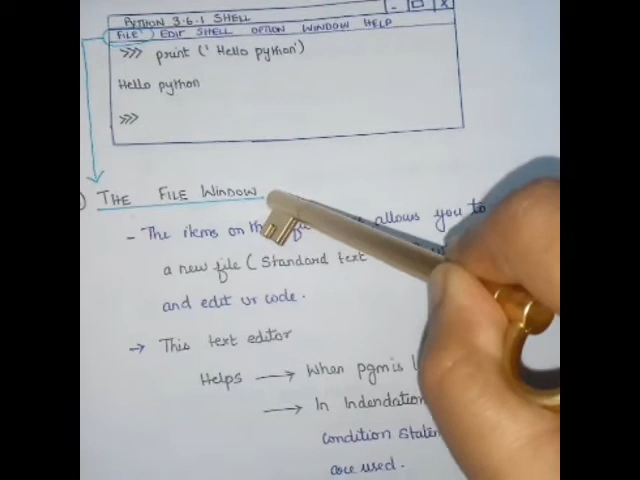 PYTHON 3.6.1 SHELL
- X
FILE EDIT SHELL OPTION WINDOW HELP
>>> print (' Hello python')
Hello python
>>>
) THE FILE WINDOW
- The items on allows you to
a new file ( Standard text
and edit ur code.
→ This text editor
Helps → When pgm is
→ In Indendation
condition
are used.